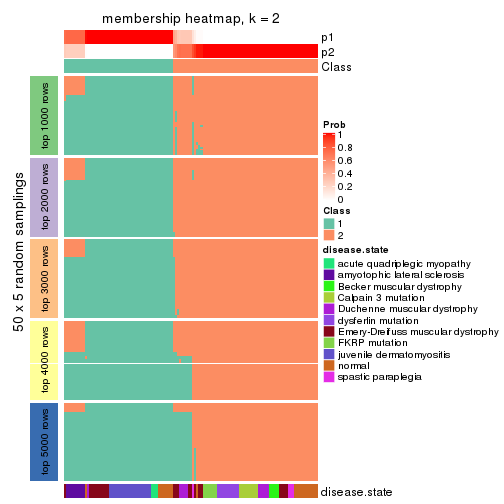 membership heatmap, k = 2
p1
p2
Class
50 x 5 random samplings
top 1000 rows
top 2000 rows
top 3000 rows
top 4000 rows
top 5000 rows
Prob
1
0.8
0.6
0.4
0.2
0
Class
1
2
disease.state
acute quadriplegic myopathy
amyotophic lateral sclerosis
Becker muscular dystrophy
Calpain 3 mutation
Duchenne muscular dystrophy
dysferlin mutation
Emery-Dreifuss muscular dystrophy
FKRP mutation
juvenile dermatomyositis
normal
spastic paraplegia
disease.state